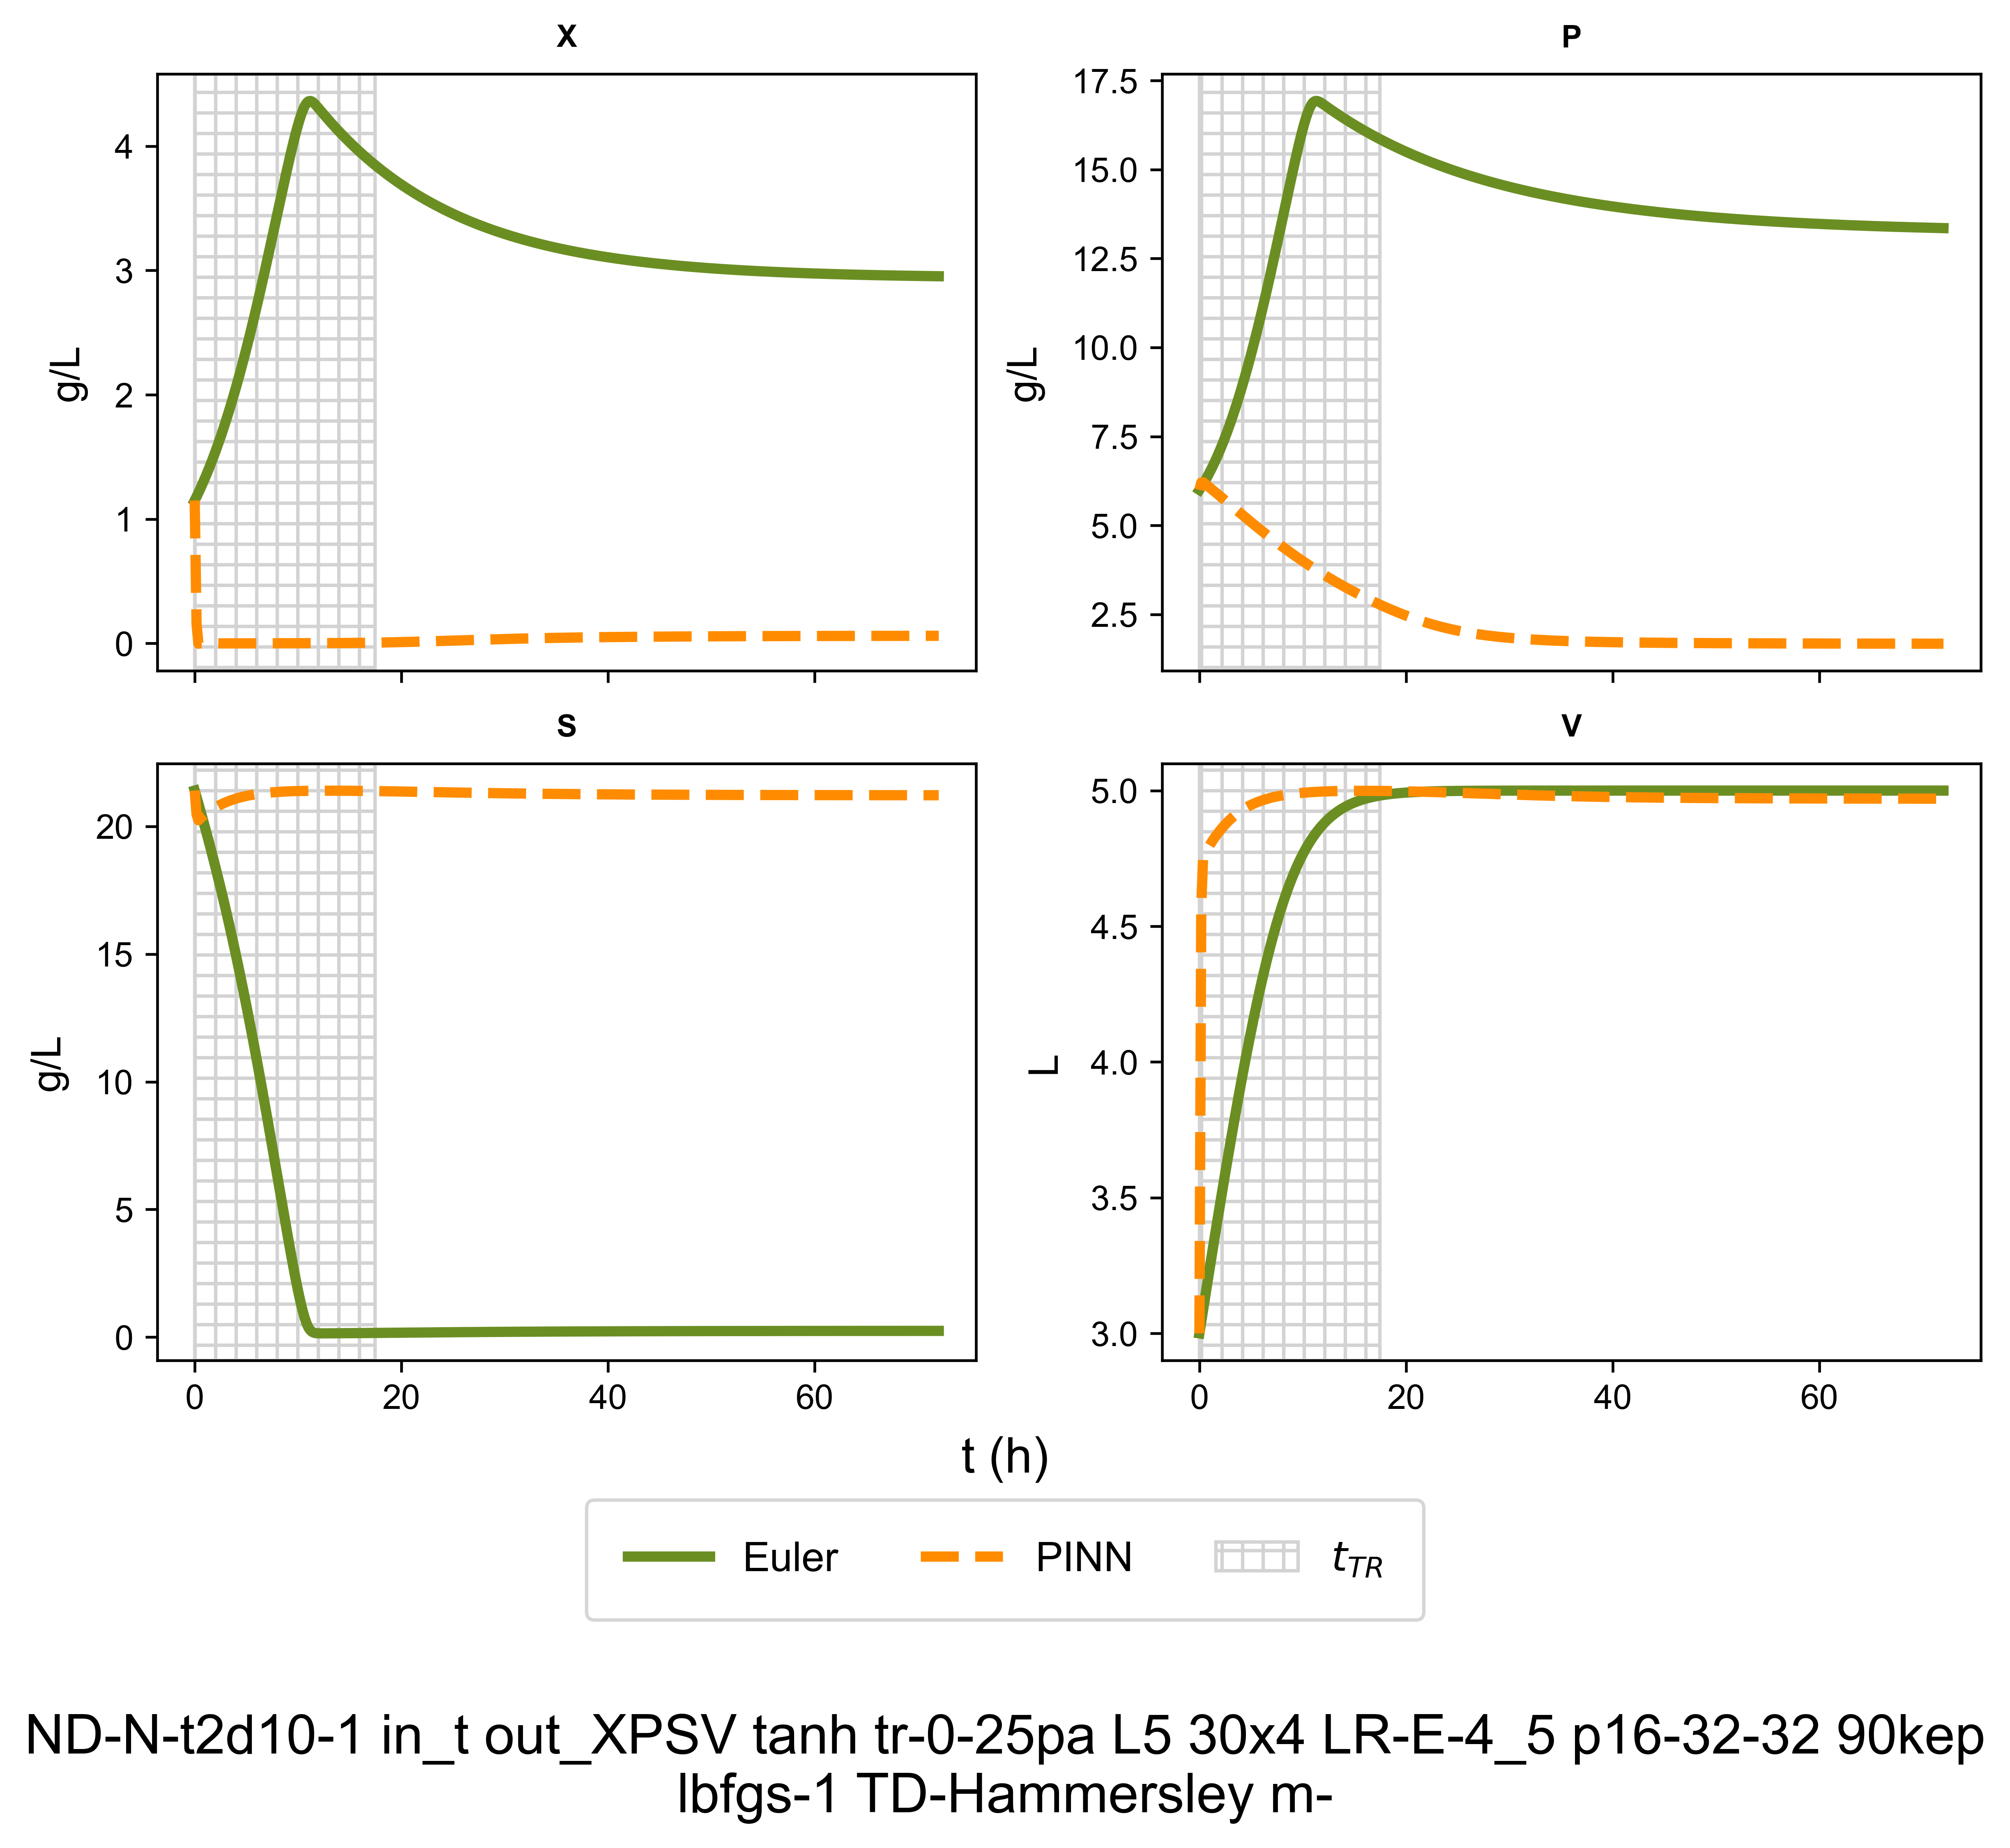 X
P
4
3
2
1
0
g/L
17.5
15.0
12.5
10.0
7.5
5.0
2.5
g/L
S
V
20
15
10
5
0
g/L
0
20
40
60
5.0
4.5
4.0
3.5
3.0
L
0
20
40
60
t (h)
Euler
PINN
t_{TR}
ND-N-t2d10-1 in_t out_XPSV tanh tr-0-25pa L5 30x4 LR-E-4_5 p16-32-32 90kep
lbfgs-1 TD-Hammersley m-